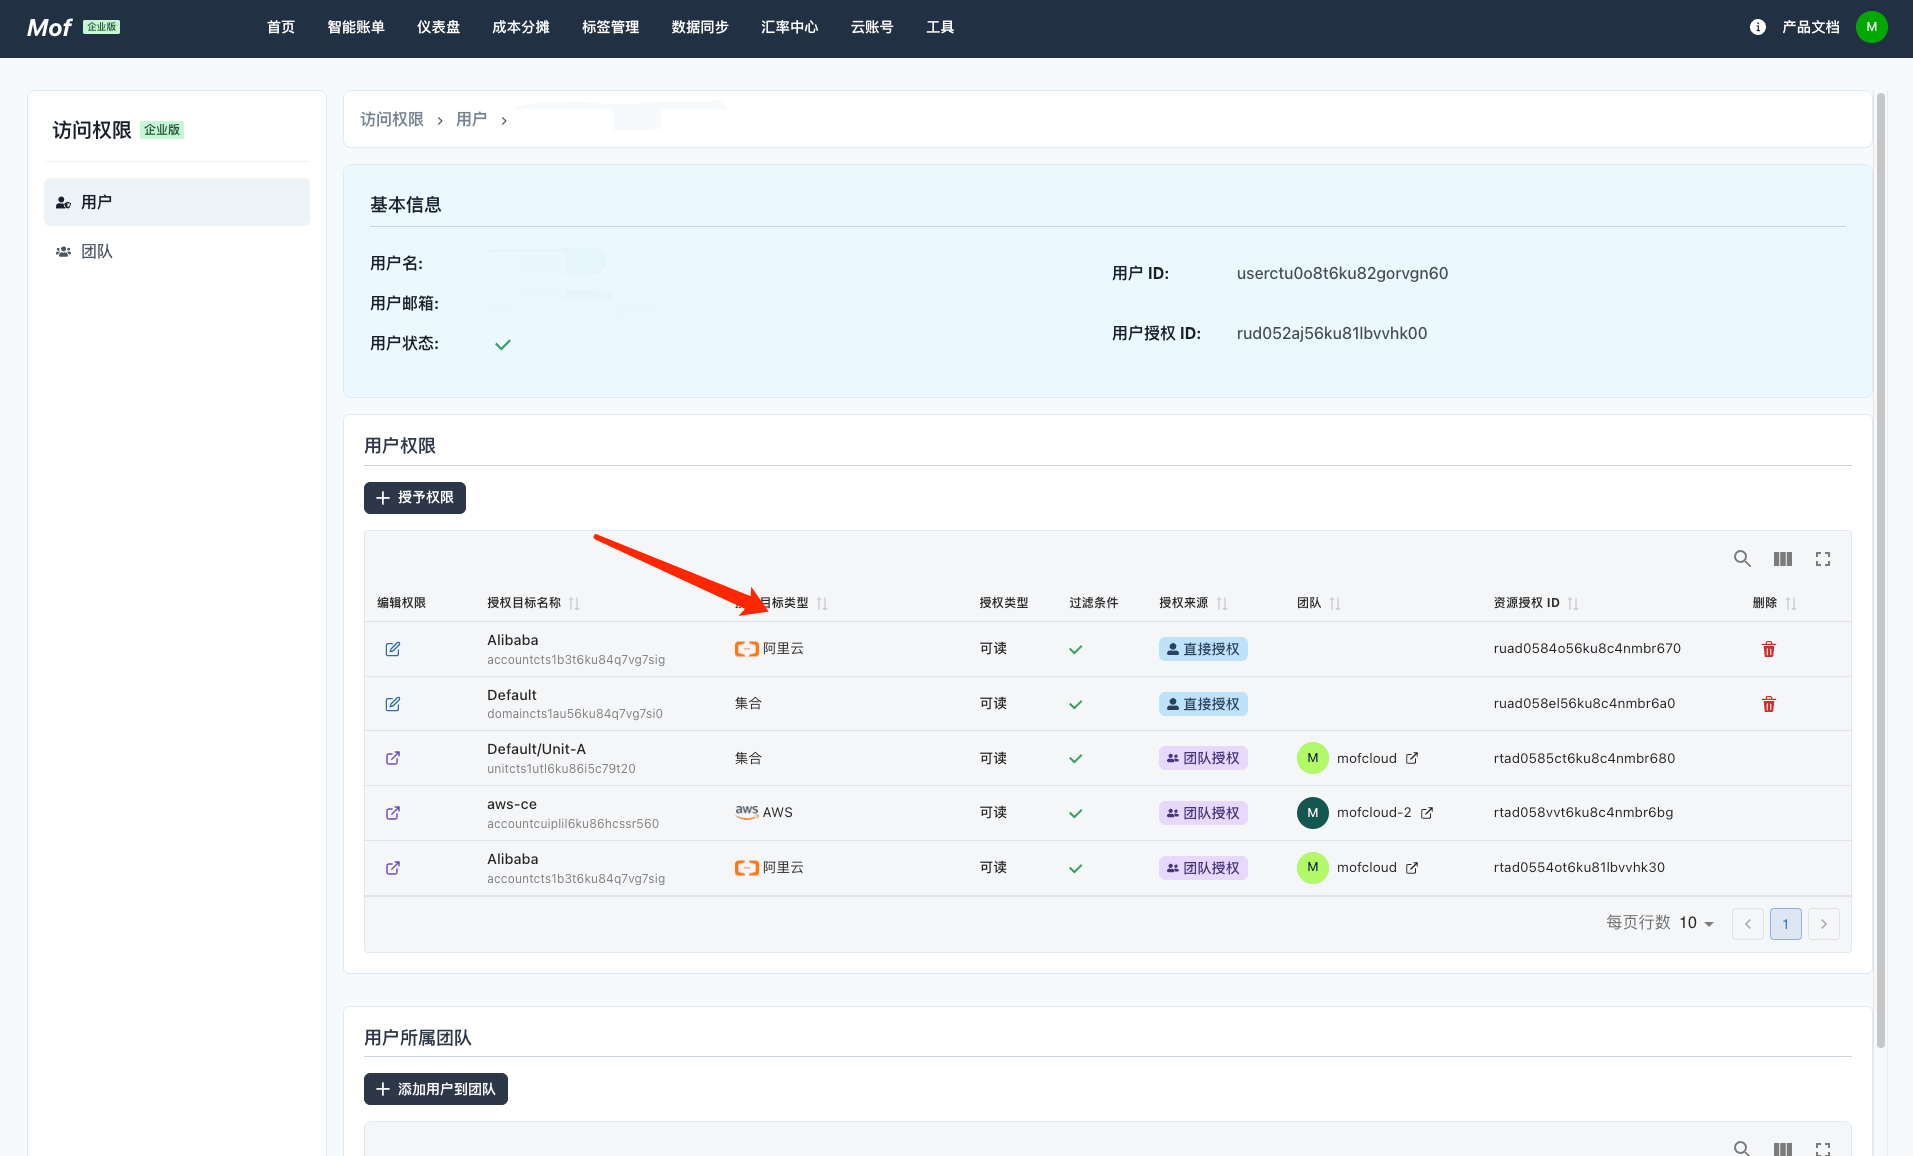 Mof 企业版 首页 智能账单 仪表盘 成本分摊 标签管理 数据同步 汇率中心 云账号 工具 产品文档 M
访问权限 企业版
用户
团队
访问权限 › 用户 ›
基本信息
用户名:
用户邮箱:
用户状态:
用户 ID: userctu0o8t6ku82gorvgn60
用户授权 ID: rud052aj56ku81lbvvhk00
用户权限
授予权限
编辑权限 授权目标名称 目标类型 授权类型 过滤条件 授权来源 团队 资源授权 ID 删除
Alibaba
accountcts1b3t6ku84q7vg7sig
阿里云 可读 直接授权 ruad0584o56ku8c4nmbr670
Default
domaincts1au56ku84q7vg7si0
集合 可读 直接授权 ruad058el56ku8c4nmbr6a0
Default/Unit-A
unitcts1utl6ku86i5c79t20
集合 可读 团队授权 M mofcloud rtad0585ct6ku8c4nmbr680
aws-ce
accountcuiplil6ku86hcssr560
aws AWS 可读 团队授权 M mofcloud-2 rtad058vvt6ku8c4nmbr6bg
Alibaba
accountcts1b3t6ku84q7vg7sig
阿里云 可读 团队授权 M mofcloud rtad0554ot6ku81lbvvhk30
每页行数 10 1
用户所属团队
添加用户到团队